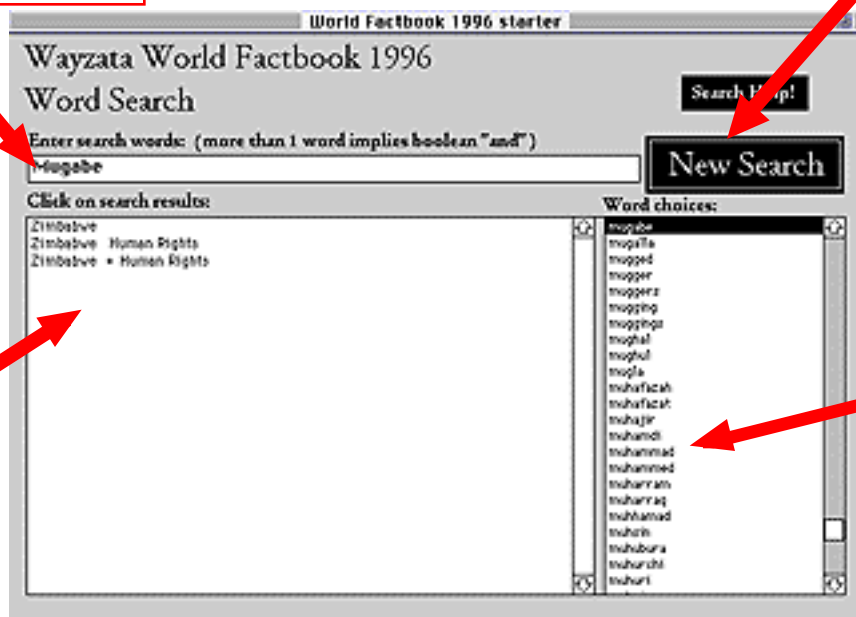 World Factbook 1996 starter
Wayzata World Factbook 1996
Word Search
Search Help!
Enter search words: (more than 1 word implies boolean "and")
Mugabe
New Search
Click on search results:
Word choices:
Zimbabwe
Zimbabwe Human Rights
Zimbabwe • Human Rights
mugabe
mugalla
mugged
mugger
muggers
mugging
muggings
mughal
mughul
mugla
muhafazah
muhafazat
muhajir
muhamdi
muhammad
muhammed
muharram
muharraq
muhhamad
muhsin
muhubura
muhurshi
muhuri